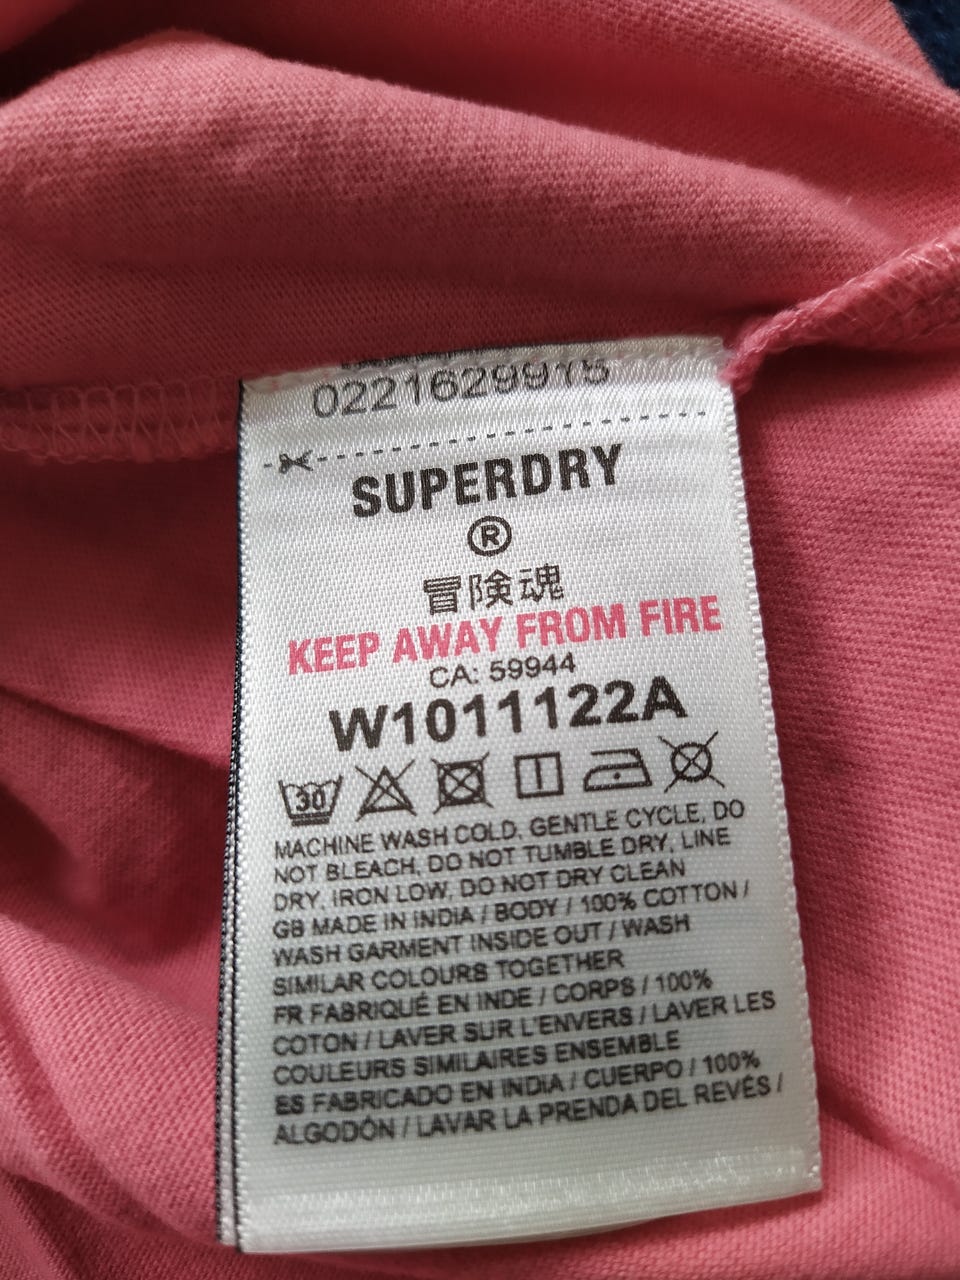 0221629915
SUPERDRY
®
冒険魂
KEEP AWAY FROM FIRE
CA: 59944
W1011122A
30
MACHINE WASH COLD, GENTLE CYCLE, DO
NOT BLEACH, DO NOT TUMBLE DRY, LINE
DRY, IRON LOW, DO NOT DRY CLEAN
GB MADE IN INDIA / BODY / 100% COTTON /
WASH GARMENT INSIDE OUT / WASH
SIMILAR COLOURS TOGETHER
FR FABRIQUÉ EN INDE / CORPS / 100%
COTON / LAVER SUR L'ENVERS / LAVER LES
COULEURS SIMILAIRES ENSEMBLE
ES FABRICADO EN INDIA / CUERPO / 100%
ALGODÓN / LAVAR LA PRENDA DEL REVÉS /